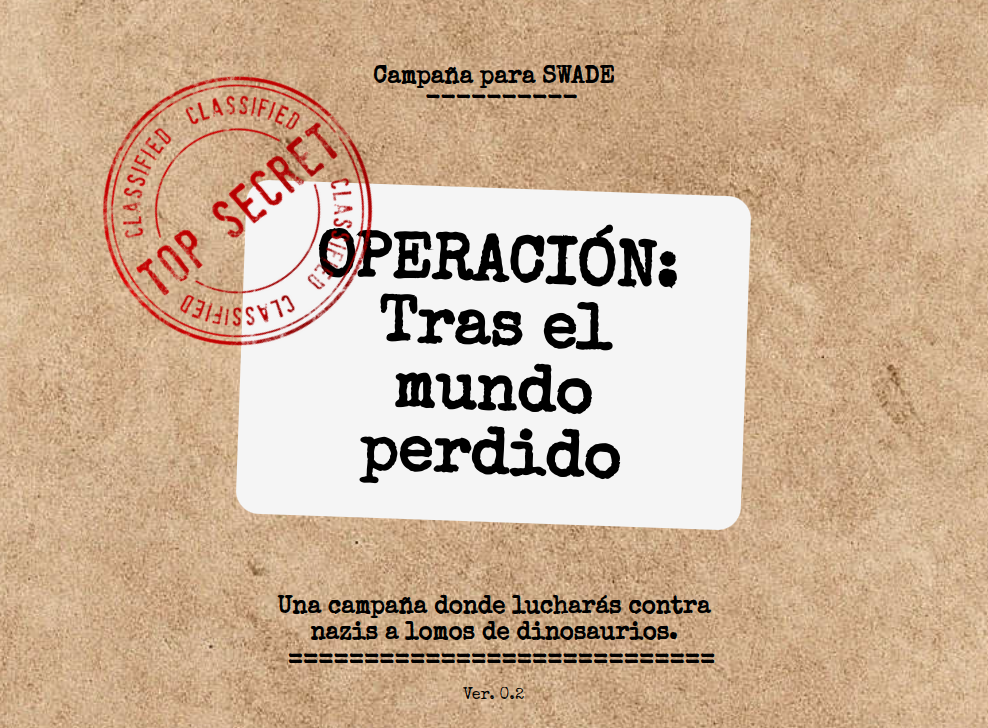 Campaña para SWADE
----------
CLASSIFIED CLASSIFIED CLASSIFIED CLASSIFIED
TOP SECRET
OPERACIÓN:
Tras el
mundo
perdido
Una campaña donde lucharás contra
nazis a lomos de dinosaurios.
============================
Ver. 0.2